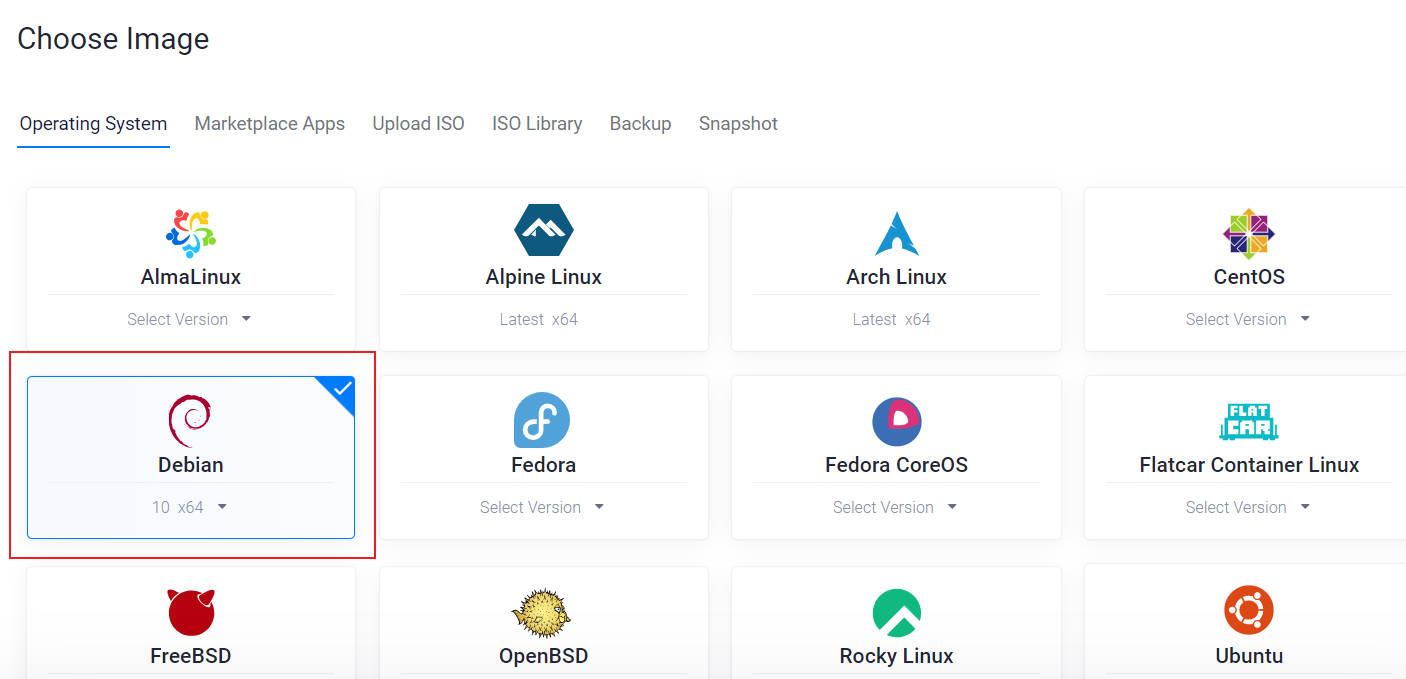 Choose Image
Operating System Marketplace Apps Upload ISO ISO Library Backup Snapshot
AlmaLinux Alpine Linux Arch Linux CentOS
Select Version Latest x64 Latest x64 Select Version
FLAT
CAR
Debian Fedora Fedora CoreOS Flatcar Container Linux
10 x64 Select Version Select Version Select Version
FreeBSD OpenBSD Rocky Linux Ubuntu